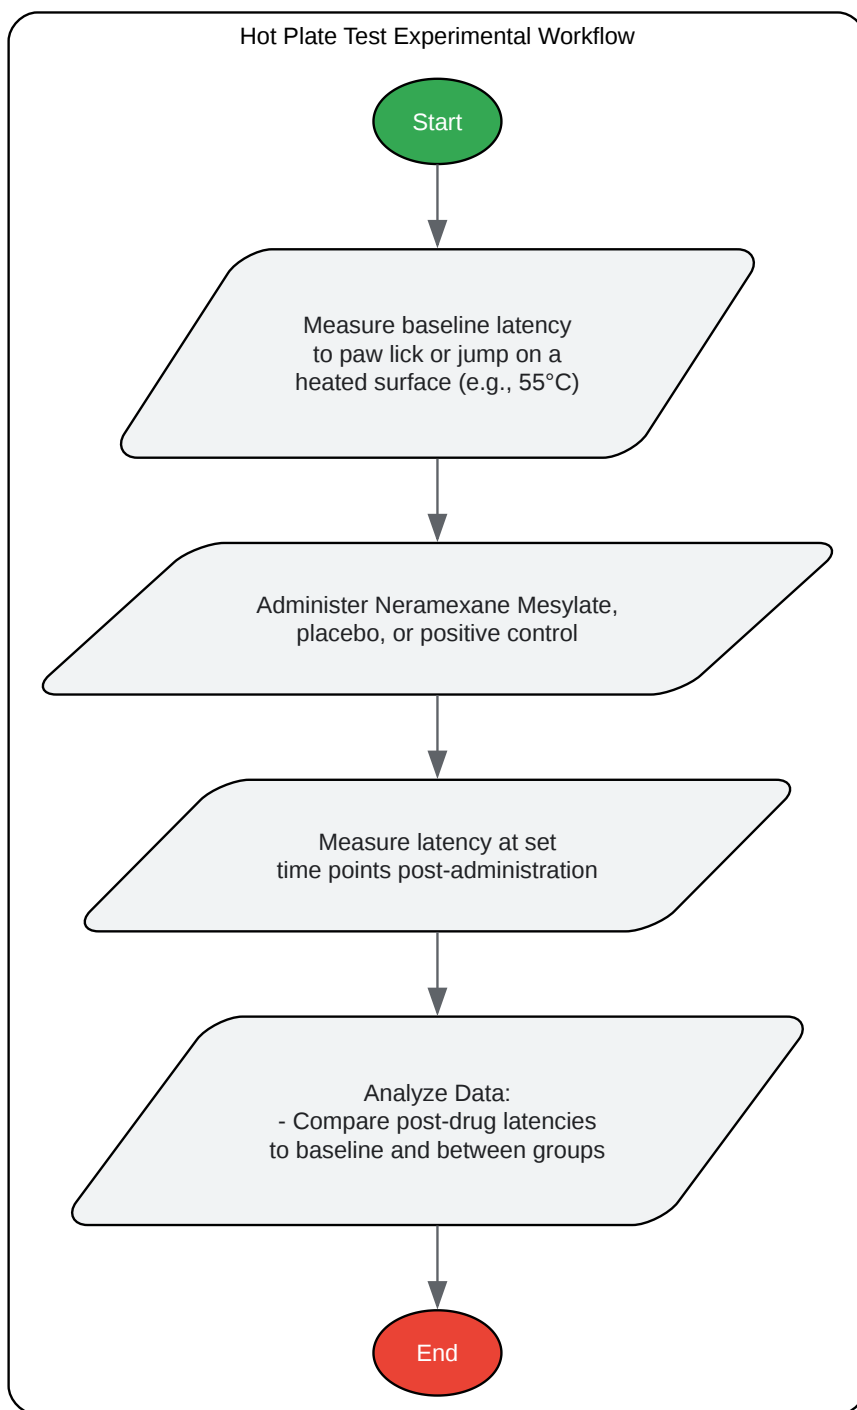 Hot Plate Test Experimental Workflow
Start
Measure baseline latency
to paw lick or jump on a
heated surface (e.g., 55°C)
Administer Neramexane Mesylate,
placebo, or positive control
Measure latency at set
time points post-administration
Analyze Data:
- Compare post-drug latencies
to baseline and between groups
End